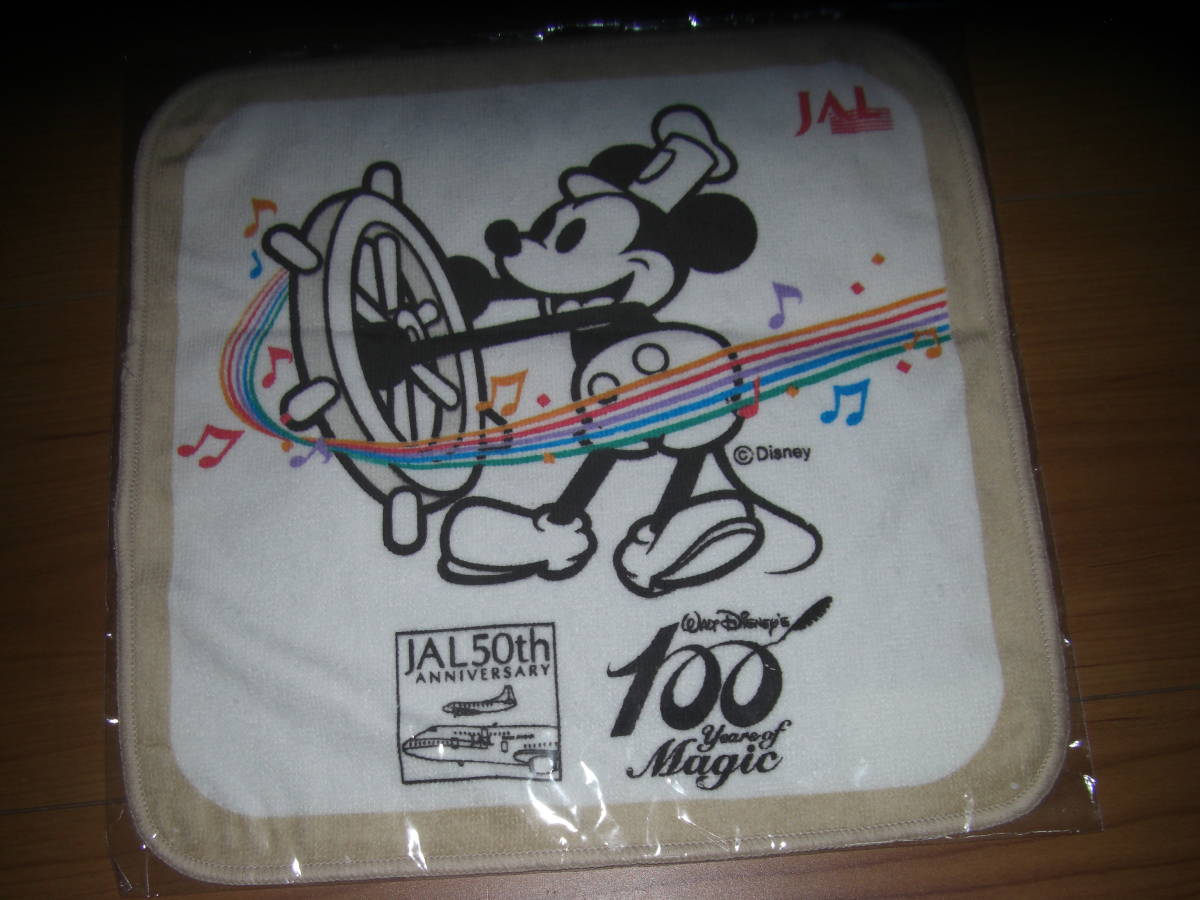 JAL
© Disney
JAL50th
ANNIVERSARY
WALT DISNEY'S
100
Years of
Magic